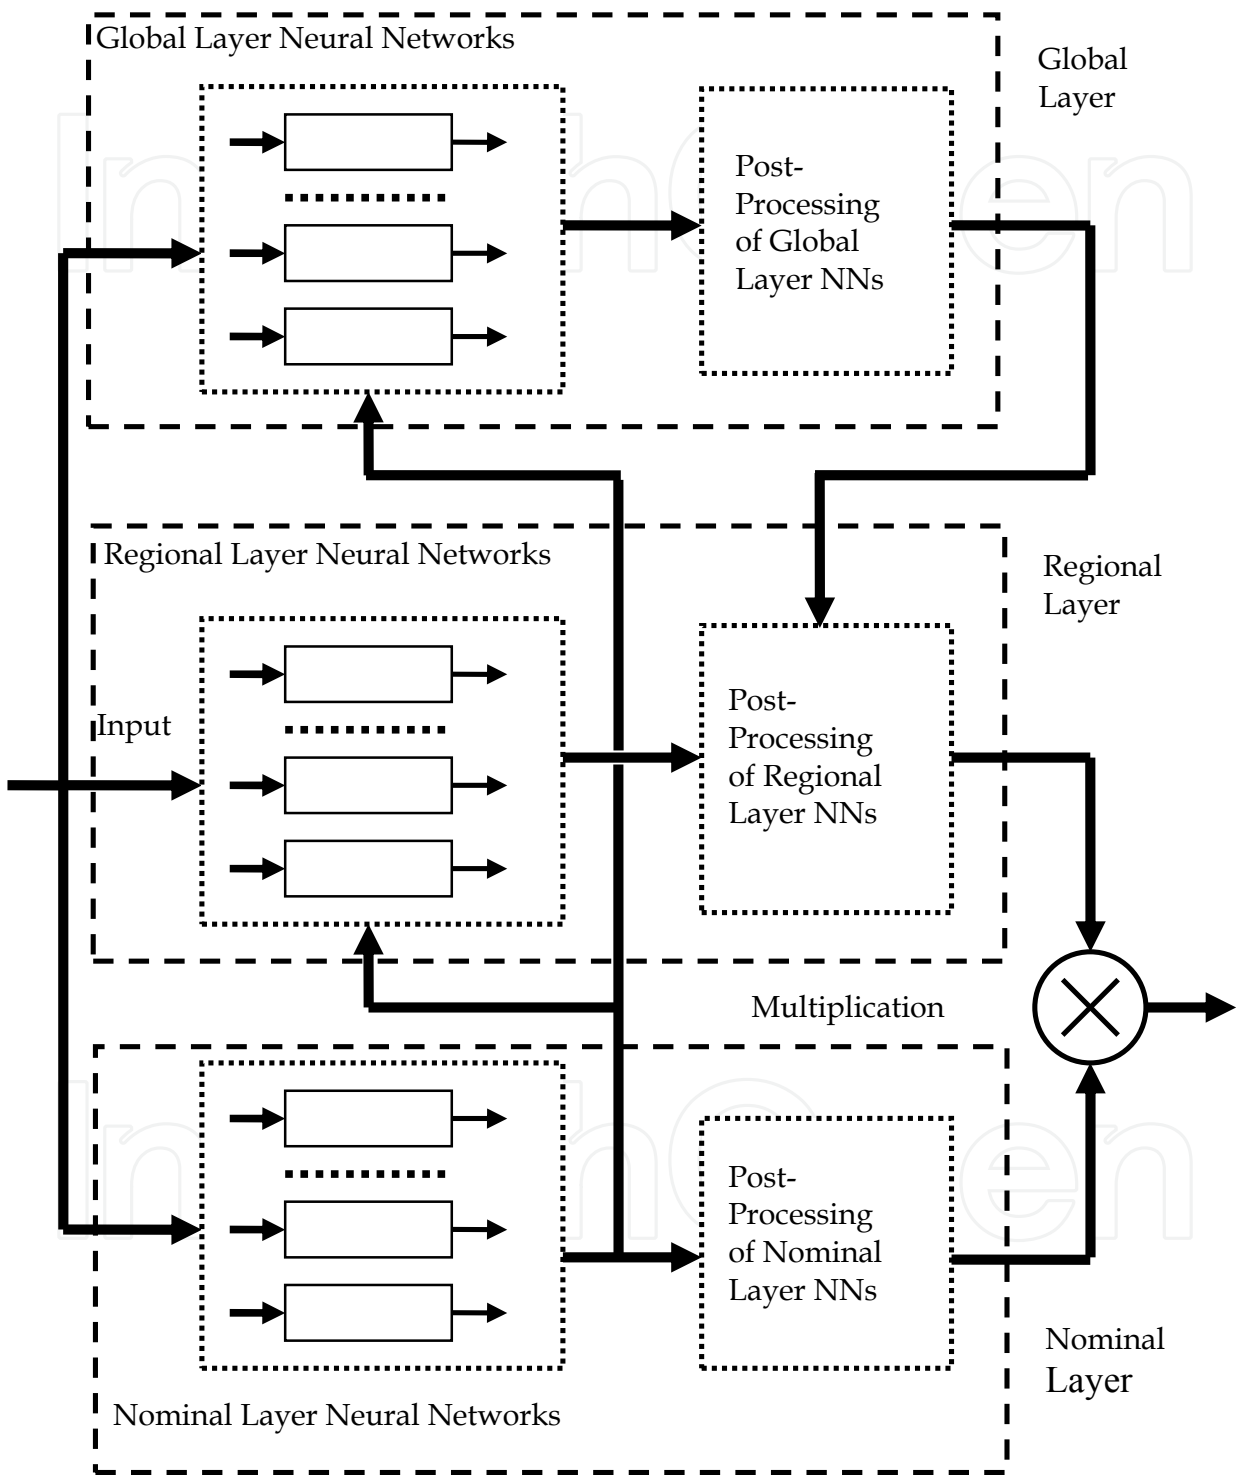 Global Layer Neural Networks
Global
Layer
Post-
Processing
of Global
Layer NNs
Regional Layer Neural Networks
Regional
Layer
Input
Post-
Processing
of Regional
Layer NNs
Multiplication
Post-
Processing
of Nominal
Layer NNs
Nominal
Layer
Nominal Layer Neural Networks